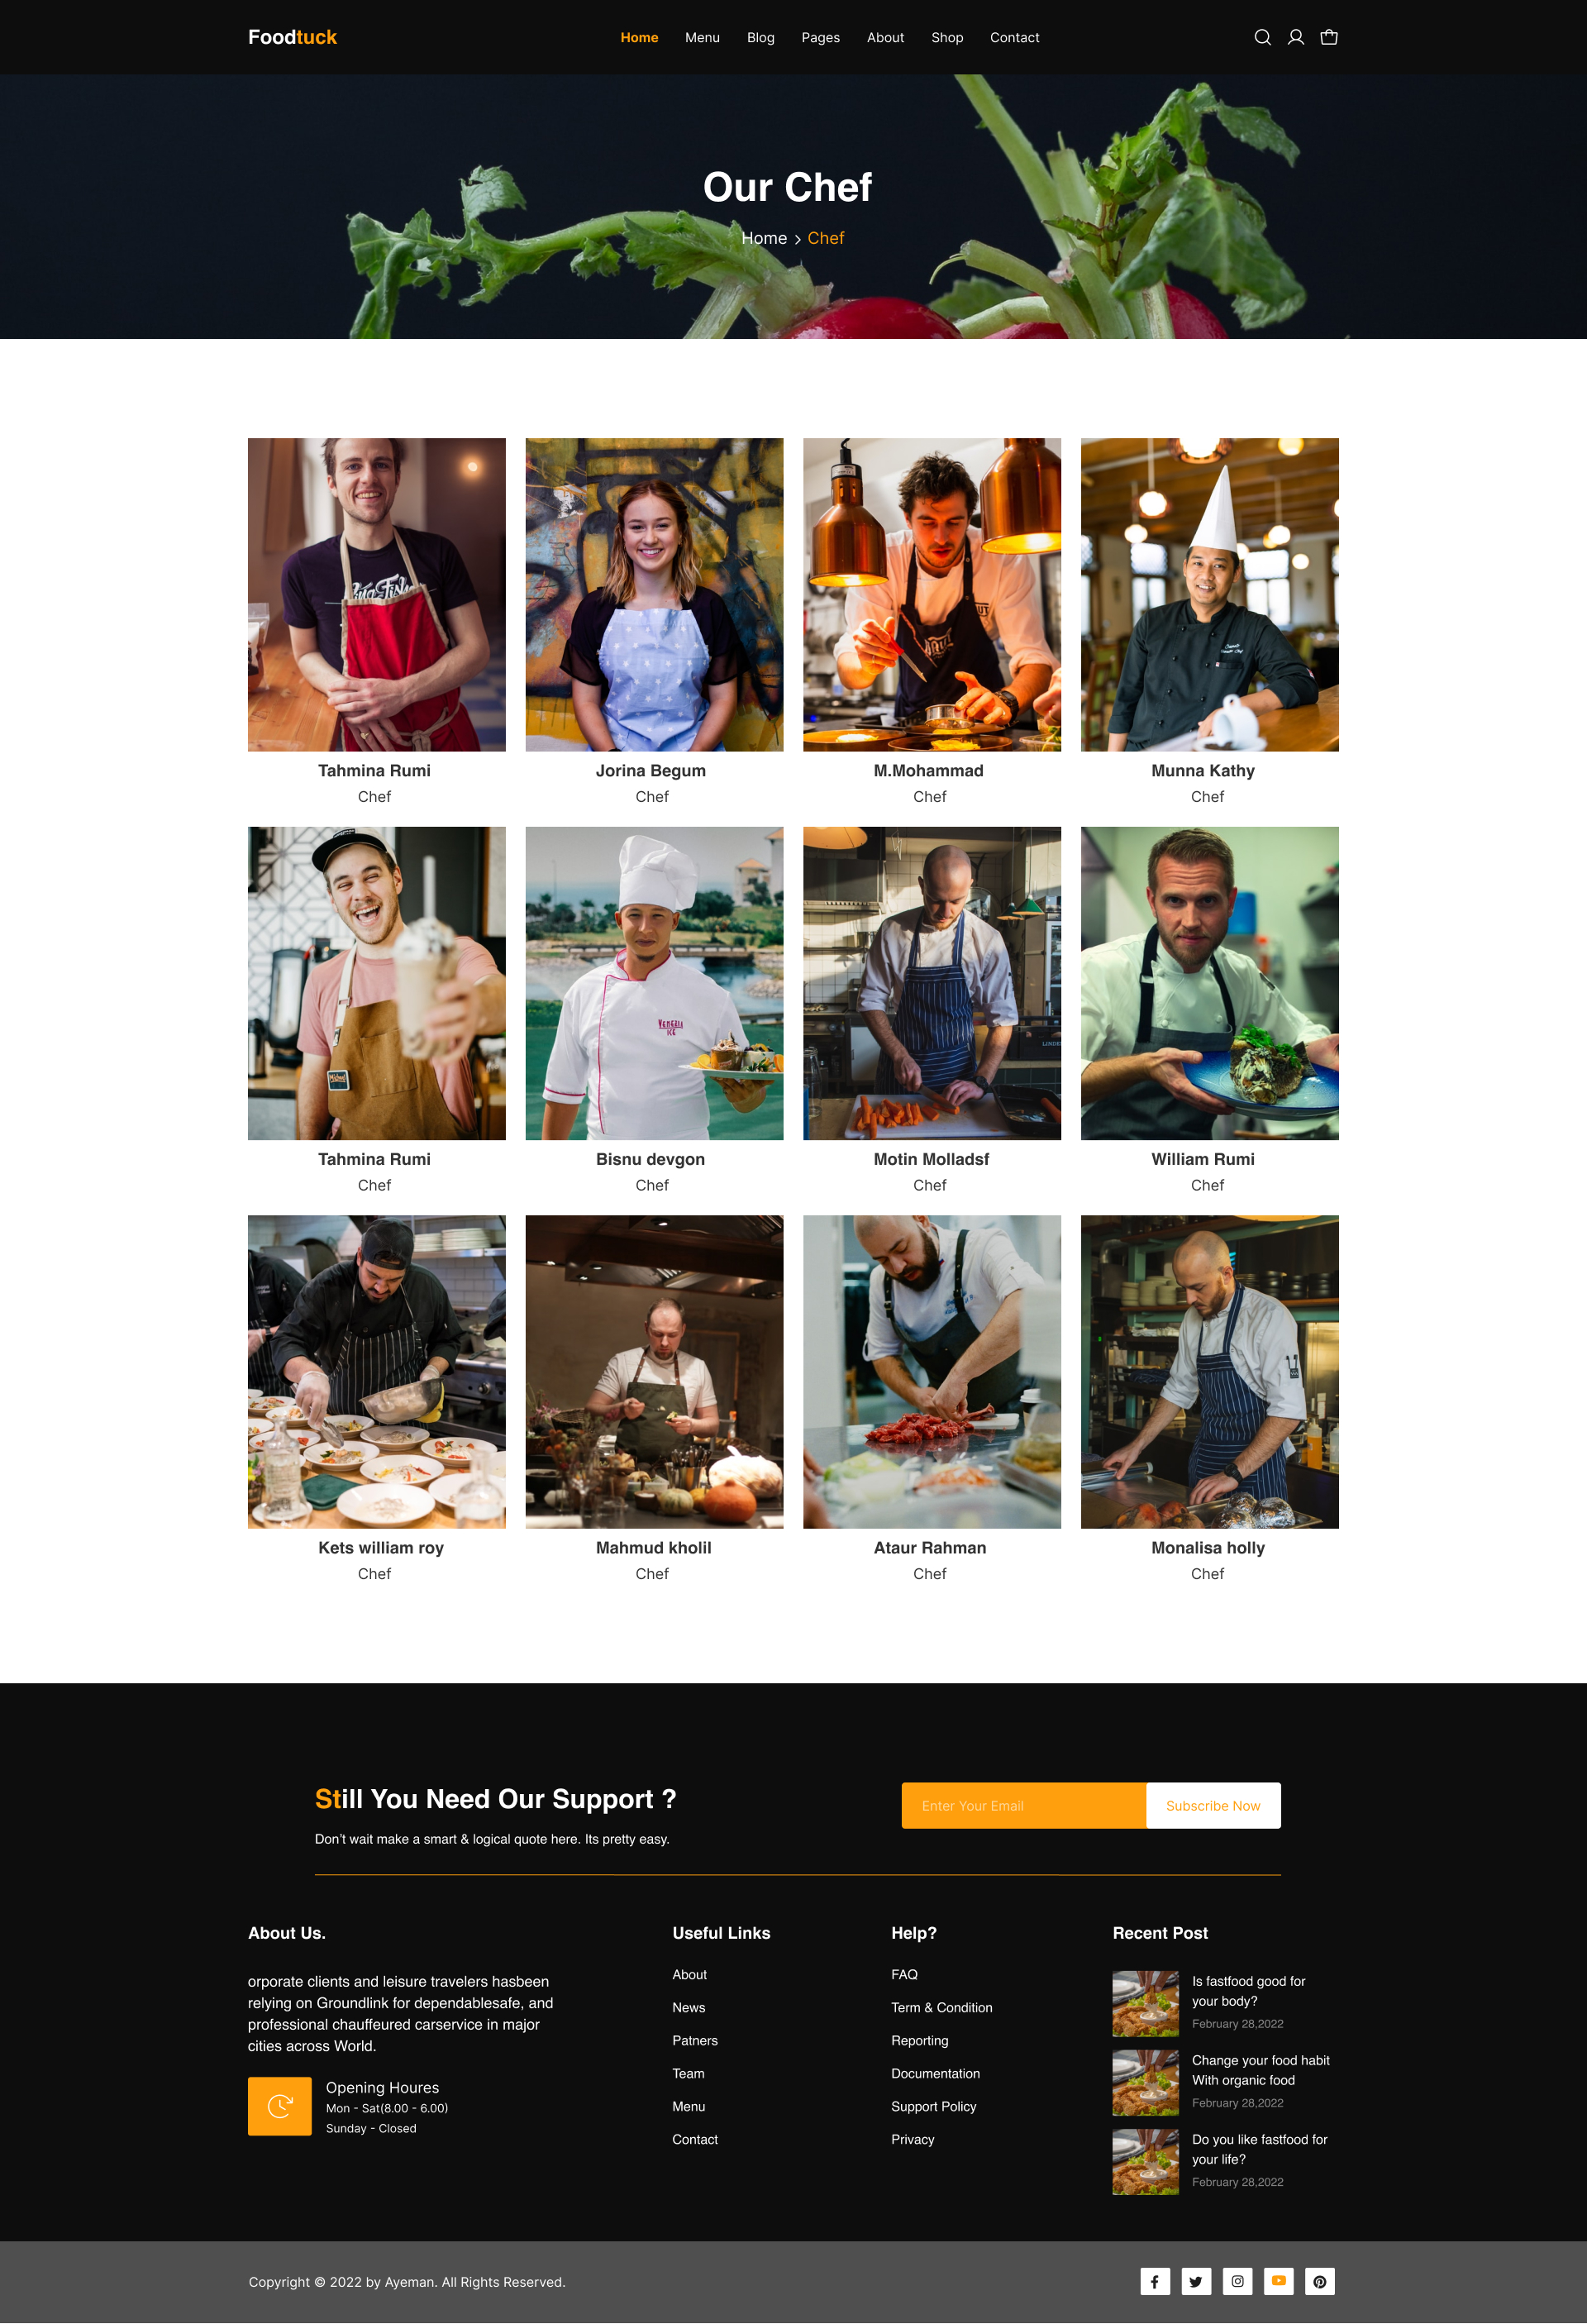 Foodtuck
Home Menu Blog Pages About Shop Contact
Our Chef
Home > Chef
Tahmina Rumi
Chef
Jorina Begum
Chef
M.Mohammad
Chef
Munna Kathy
Chef
VENEZIA
ICE
Tahmina Rumi
Chef
Bisnu devgon
Chef
Motin Molladsf
Chef
William Rumi
Chef
Kets william roy
Chef
Mahmud kholil
Chef
Ataur Rahman
Chef
Monalisa holly
Chef
Still You Need Our Support ?
Don't wait make a smart & logical quote here. Its pretty easy.
Enter Your Email
Subscribe Now
About Us.
orporate clients and leisure travelers hasbeen
relying on Groundlink for dependablesafe, and
professional chauffeured carservice in major
cities across World.
Opening Houres
Mon - Sat(8.00 - 6.00)
Sunday - Closed
Useful Links
About
News
Patners
Team
Menu
Contact
Help?
FAQ
Term & Condition
Reporting
Documentation
Support Policy
Privacy
Recent Post
Is fastfood good for
your body?
February 28,2022
Change your food habit
With organic food
February 28,2022
Do you like fastfood for
your life?
February 28,2022
Copyright © 2022 by Ayeman. All Rights Reserved.